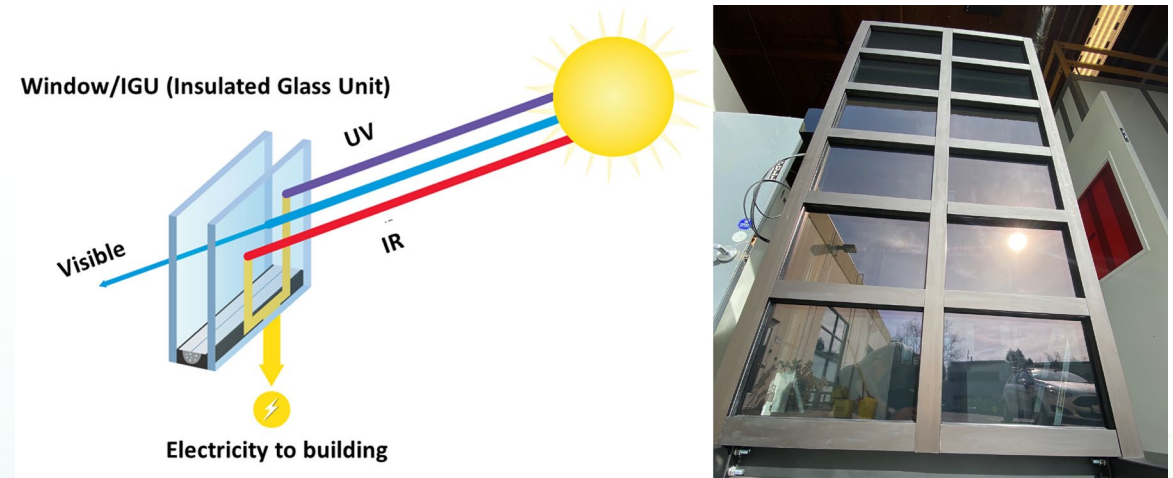 Window/IGU (Insulated Glass Unit)
UV
IR
Visible
Electricity to building